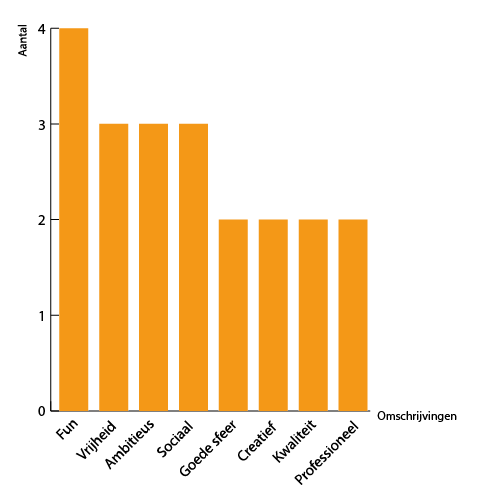 Aantal
4
3
2
1
0
Fun
Vrijheid
Ambitieus
Sociaal
Goede sfeer
Creatief
Kwaliteit
Professioneel
Omschrijvingen